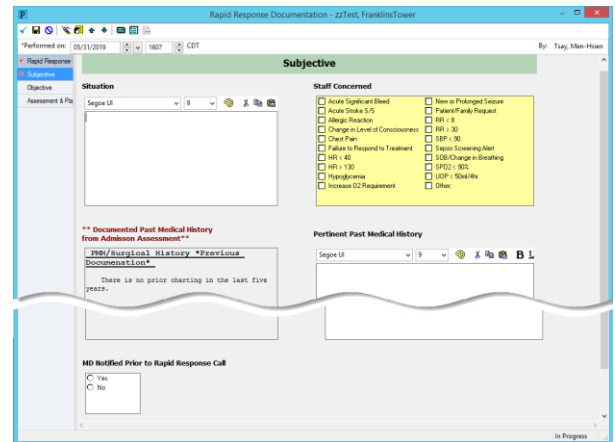 Rapid Response Documentation - zzTest, FranklinsTower
*Performed on: 05/31/2019 1607 CDT By: Tsay, Mien-Hsien
Rapid Response
Subjective
Objective
Assessment & Pla
Subjective
Situation
Segoe UI 9
Staff Concerned
Acute Significant Bleed
Acute Stroke S/S
Allergic Reaction
Change in Level of Consciousness
Chest Pain
Failure to Respond to Treatment
HR < 40
HR > 130
Hypoglycemia
Increase O2 Requirement
New or Prolonged Seizure
Patient/Family Request
RR < 8
RR > 30
SBP < 90
Sepsis Screening Alert
SOB/Change in Breathing
SPO2 < 90%
UOP < 50ml/4hr
Other:
** Documented Past Medical History
from Admisson Assessment**
PMH/Surgical History *Previous
Documenation*
There is no prior charting in the last five
years.
Pertinent Past Medical History
Segoe UI 9 B U
MD Notified Prior to Rapid Response Call
Yes
No
In Progress